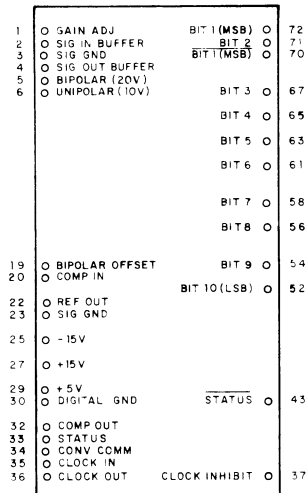 1 GAIN ADJ BIT 1 (MSB) 72
2 SIG IN BUFFER BIT 2 71
3 SIG GND BIT 1 (MSB) 70
4 SIG OUT BUFFER
5 BIPOLAR (20V)
6 UNIPOLAR (10V) BIT 3 67
BIT 4 65
BIT 5 63
BIT 6 61
BIT 7 58
BIT 8 56
19 BIPOLAR OFFSET BIT 9 54
20 COMP IN
BIT 10 (LSB) 52
22 REF OUT
23 SIG GND
25 -15V
27 +15V
29 +5V
30 DIGITAL GND STATUS 43
32 COMP OUT
33 STATUS
34 CONV COMM
35 CLOCK IN
36 CLOCK OUT CLOCK INHIBIT 37